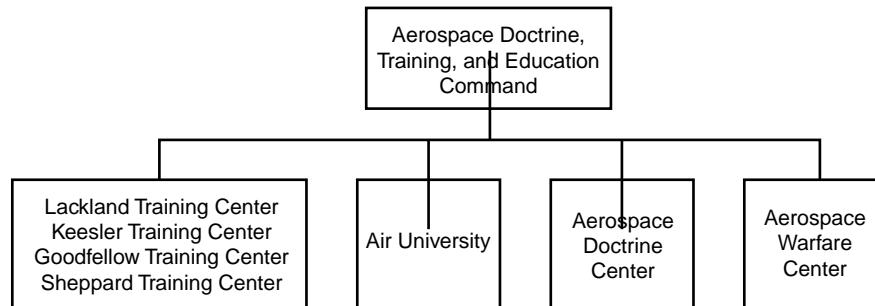 Aerospace Doctrine,
Training, and Education
Command
Lackland Training Center
Keesler Training Center
Goodfellow Training Center
Sheppard Training Center
Air University
Aerospace
Doctrine
Center
Aerospace
Warfare
Center